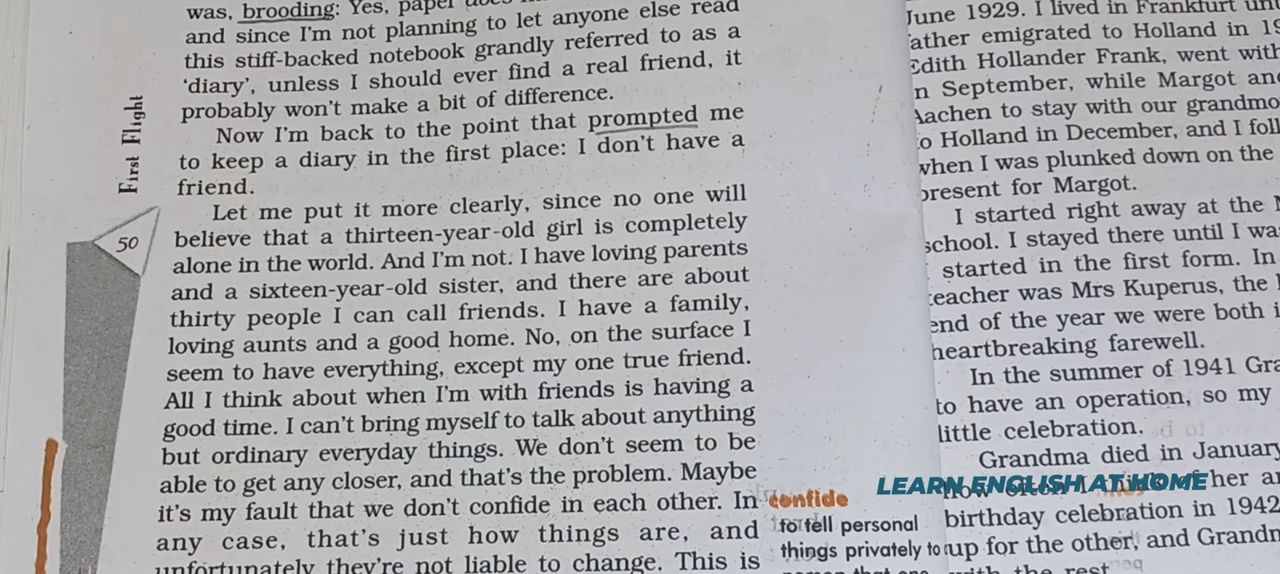 was, brooding: Yes, paper
and since I'm not planning to let anyone else read
this stiff-backed notebook grandly referred to as a
'diary', unless I should ever find a real friend, it
probably won't make a bit of difference.
Now I'm back to the point that prompted me
to keep a diary in the first place: I don't have a
friend.
Let me put it more clearly, since no one will
believe that a thirteen-year-old girl is completely
alone in the world. And I'm not. I have loving parents
and a sixteen-year-old sister, and there are about
thirty people I can call friends. I have a family,
loving aunts and a good home. No, on the surface I
seem to have everything, except my one true friend.
All I think about when I'm with friends is having a
good time. I can't bring myself to talk about anything
but ordinary everyday things. We don't seem to be
able to get any closer, and that's the problem. Maybe
it's my fault that we don't confide in each other. In
any case, that's just how things are, and
unfortunately they're not liable to change. This is
First Flight
50
confide
to tell personal
things privately to
June 1929. I lived in Frankfurt
ather emigrated to Holland in
Edith Hollander Frank, went with
n September, while Margot
Aachen to stay with our
to Holland in December, and I
when I was plunked down on the
present for Margot.
I started right away at the
school. I stayed there until I
started in the first form. In
teacher was Mrs Kuperus, the
end of the year we were both
heartbreaking farewell.
In the summer of 1941
to have an operation, so my
little celebration.
Grandma died in January
her
birthday celebration in 1942
up for the other, and
with the rest
LEARN ENGLISH AT HOME